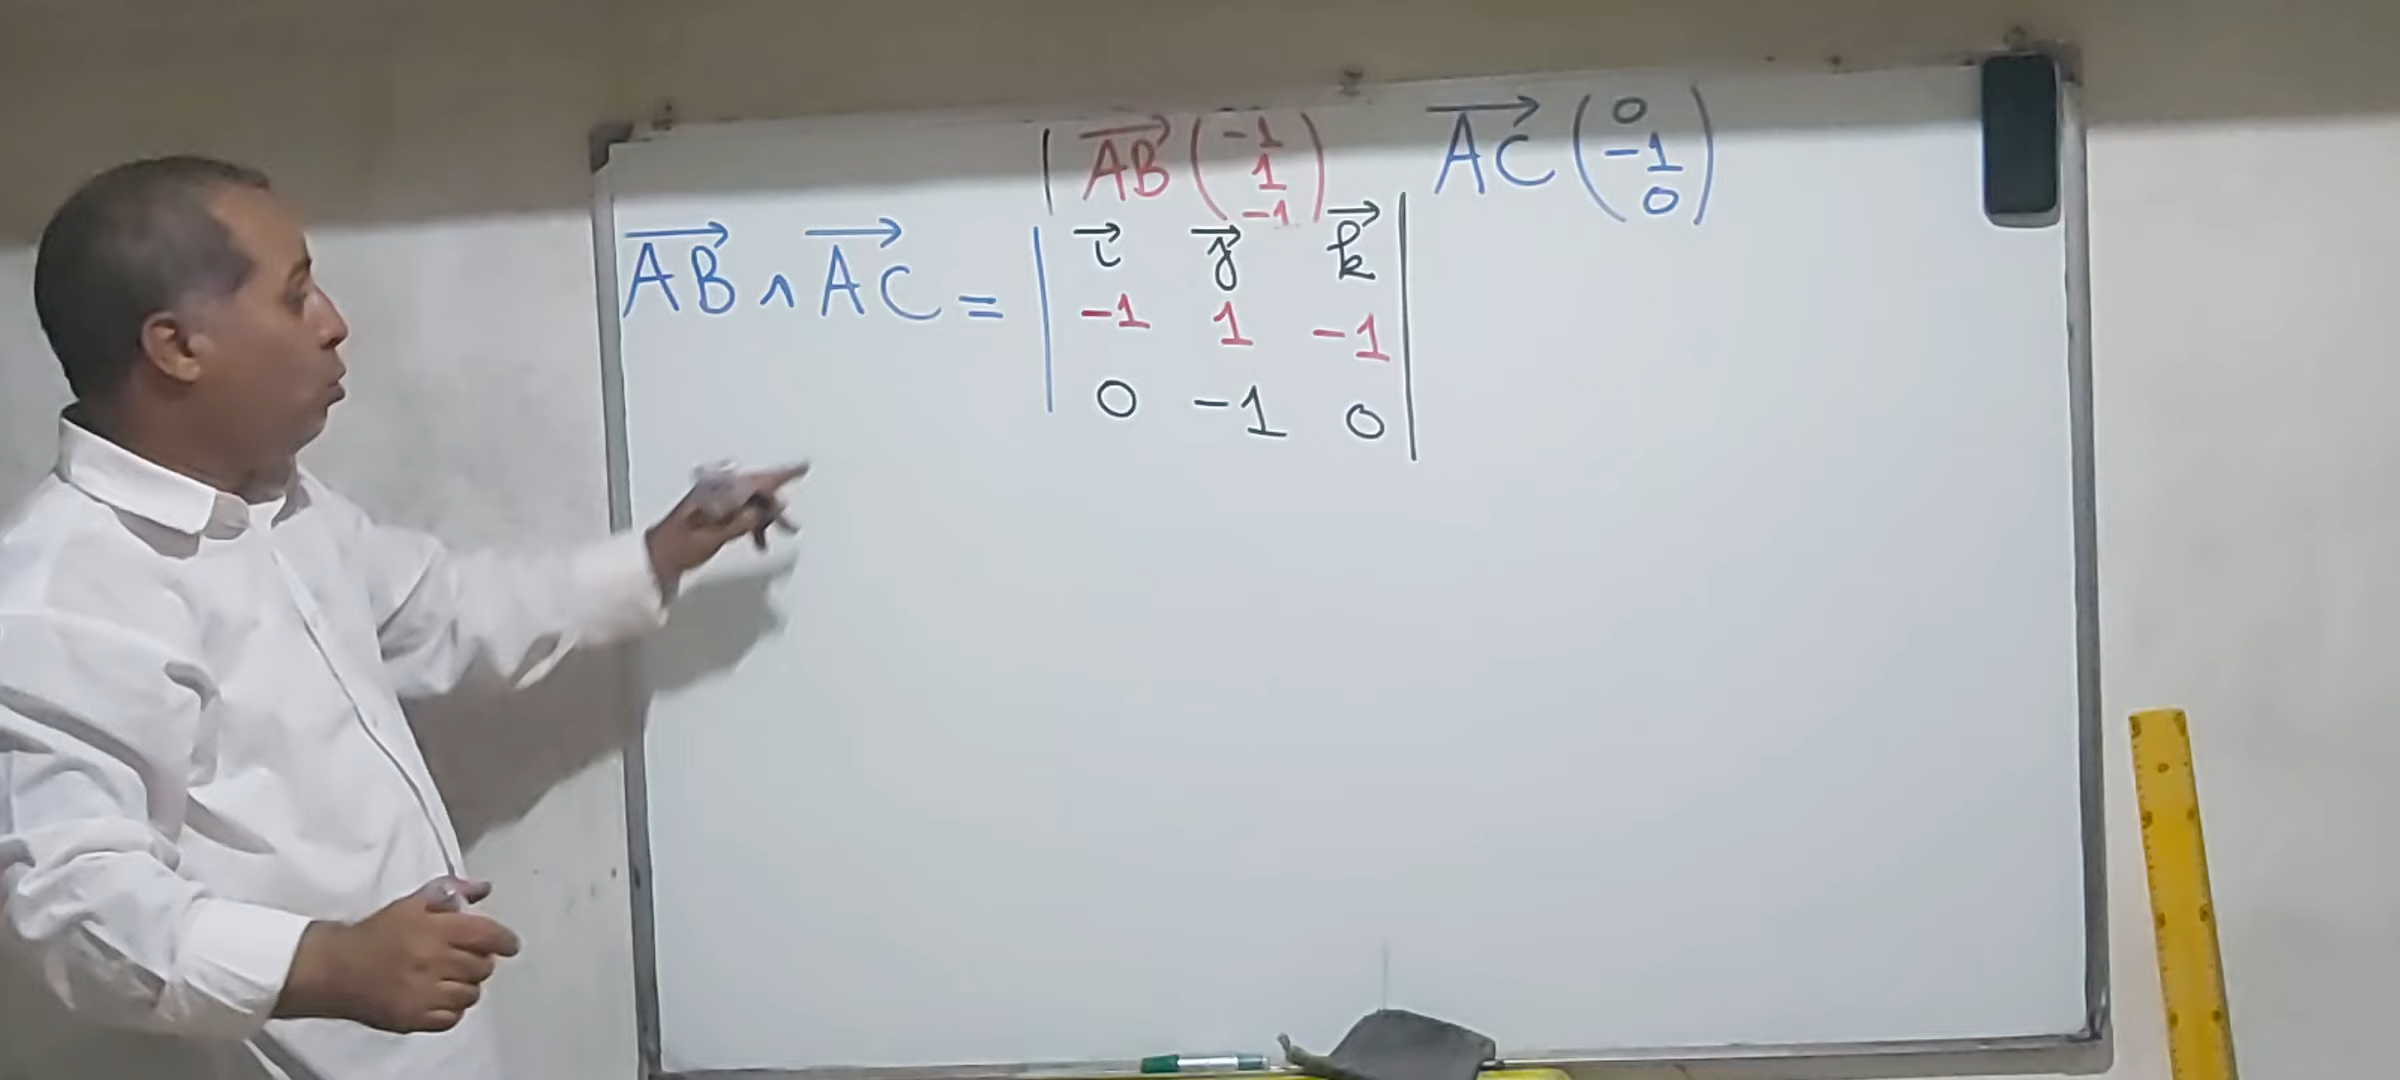 | AB→ ( -1 1 -1 ) AC→ ( 0 -1 0 )
AB→ ∧ AC→ = | i→ j→ k→ |
-1 1 -1
0 -1 0